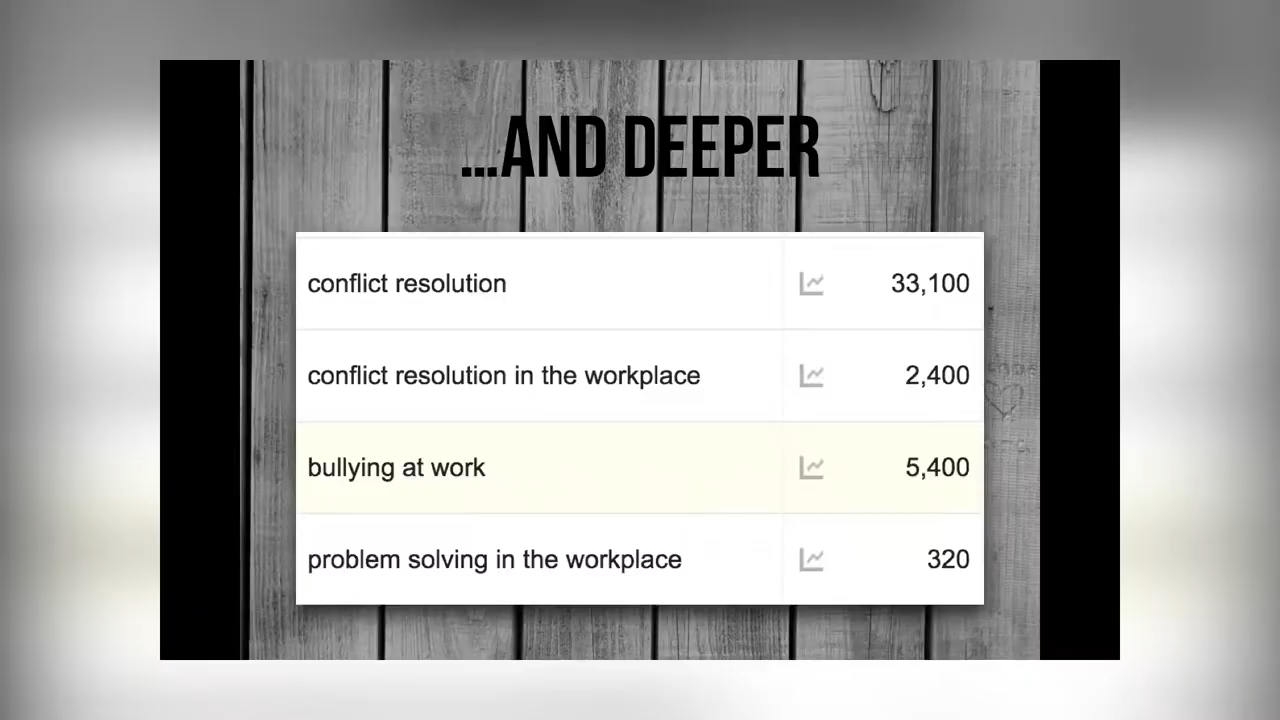 ...AND DEEPER
conflict resolution 33,100
conflict resolution in the workplace 2,400
bullying at work 5,400
problem solving in the workplace 320